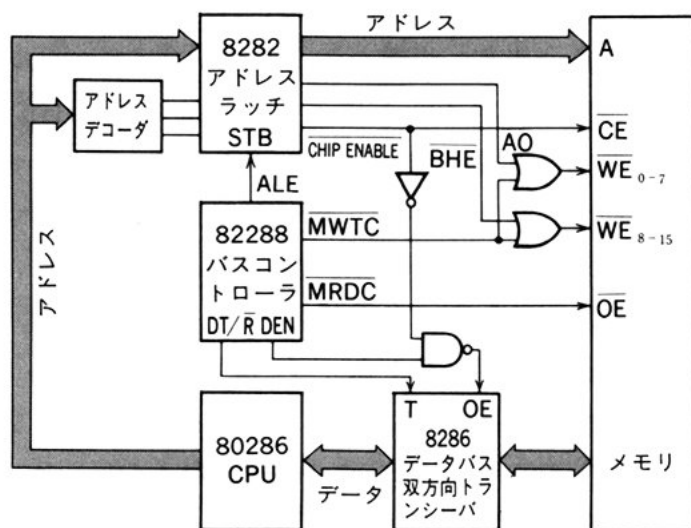 アドレス
8282
アドレス
ラッチ
STB
A
アドレス
デコーダ
CHIP ENABLE
BHE
A0
CE
WE 0-7
WE 8-15
ALE
82288
バスコン
トローラ
DT/R DEN
MWTC
MRDC
OE
アドレス
80286
CPU
データ
T OE
8286
データバス
双方向トラ
ンシーバ
メモリ